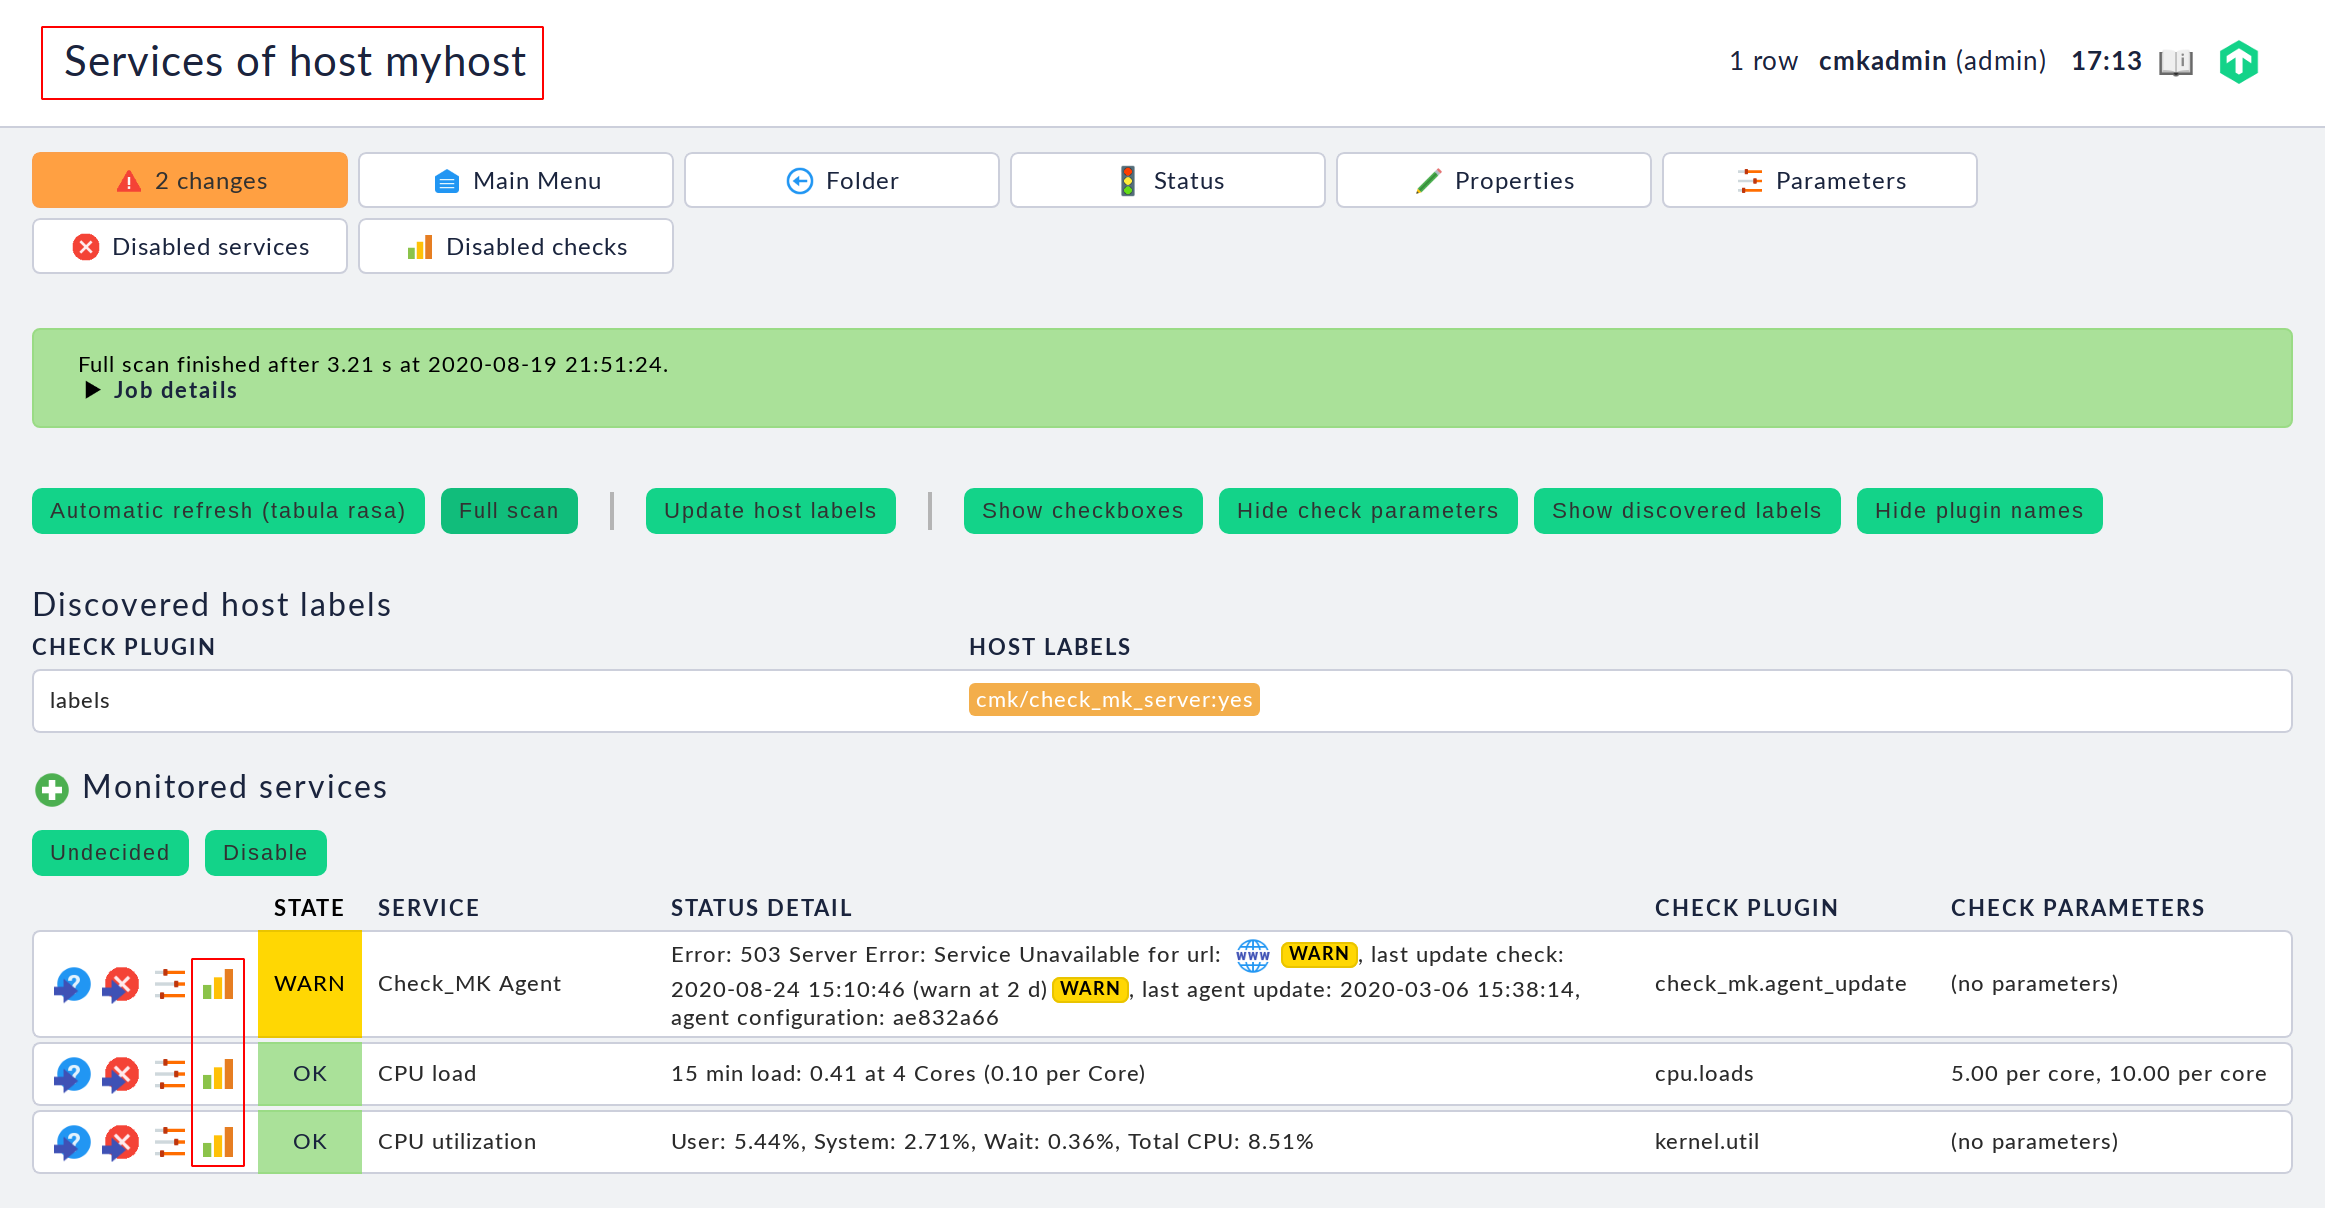 Services of host myhost
1 row cmkadmin (admin) 17:13
2 changes Main Menu Folder Status Properties Parameters
Disabled services Disabled checks
Full scan finished after 3.21 s at 2020-08-19 21:51:24.
Job details
Automatic refresh (tabula rasa) Full scan Update host labels Show checkboxes Hide check parameters Show discovered labels Hide plugin names
Discovered host labels
CHECK PLUGIN HOST LABELS
labels cmk/check_mk_server:yes
Monitored services
Undecided Disable
STATE SERVICE STATUS DETAIL CHECK PLUGIN CHECK PARAMETERS
WARN Check_MK Agent
Error: 503 Server Error: Service Unavailable for url: www WARN, last update check:
2020-08-24 15:10:46 (warn at 2 d) WARN, last agent update: 2020-03-06 15:38:14,
agent configuration: ae832a66
check_mk.agent_update (no parameters)
OK CPU load 15 min load: 0.41 at 4 Cores (0.10 per Core) cpu.loads 5.00 per core, 10.00 per core
OK CPU utilization User: 5.44%, System: 2.71%, Wait: 0.36%, Total CPU: 8.51% kernel.util (no parameters)